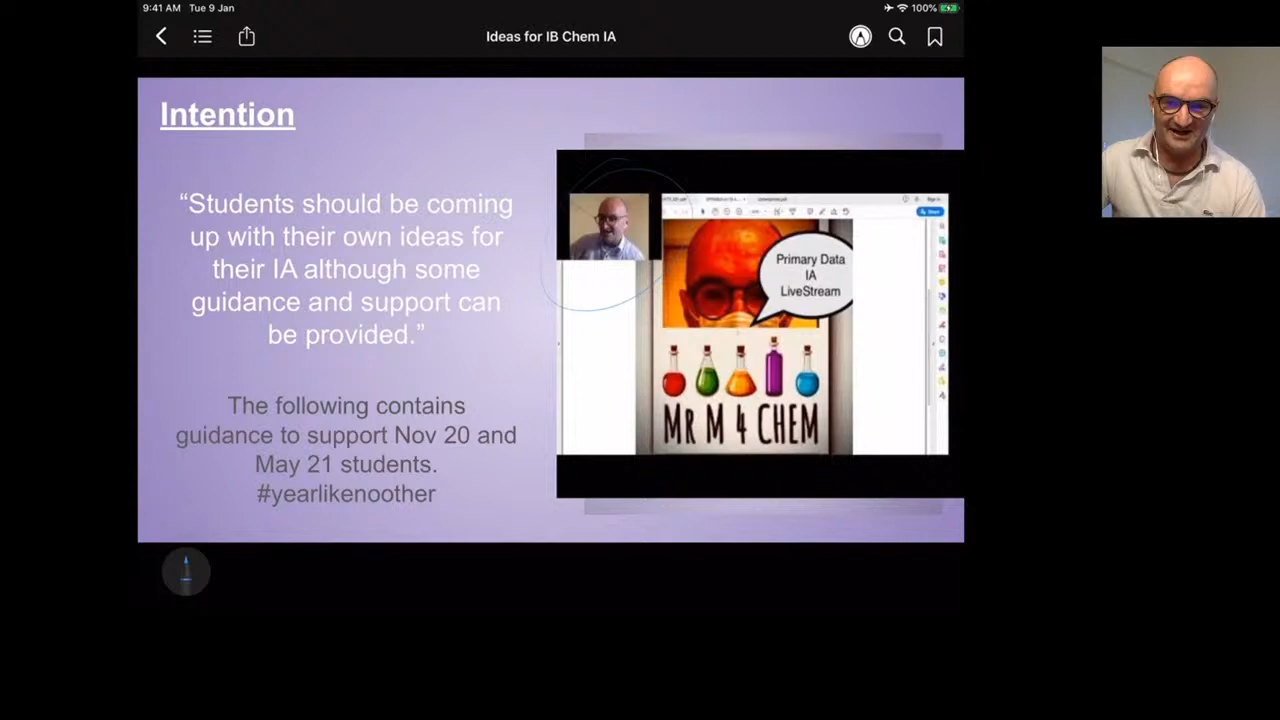 9:41 AM Tue 9 Jan
100%
Ideas for IB Chem IA
Intention
“Students should be coming
up with their own ideas for
their IA although some
guidance and support can
be provided.”
The following contains
guidance to support Nov 20 and
May 21 students.
#yearlikenoother
Primary Data
IA
LiveStream
MR M 4 CHEM